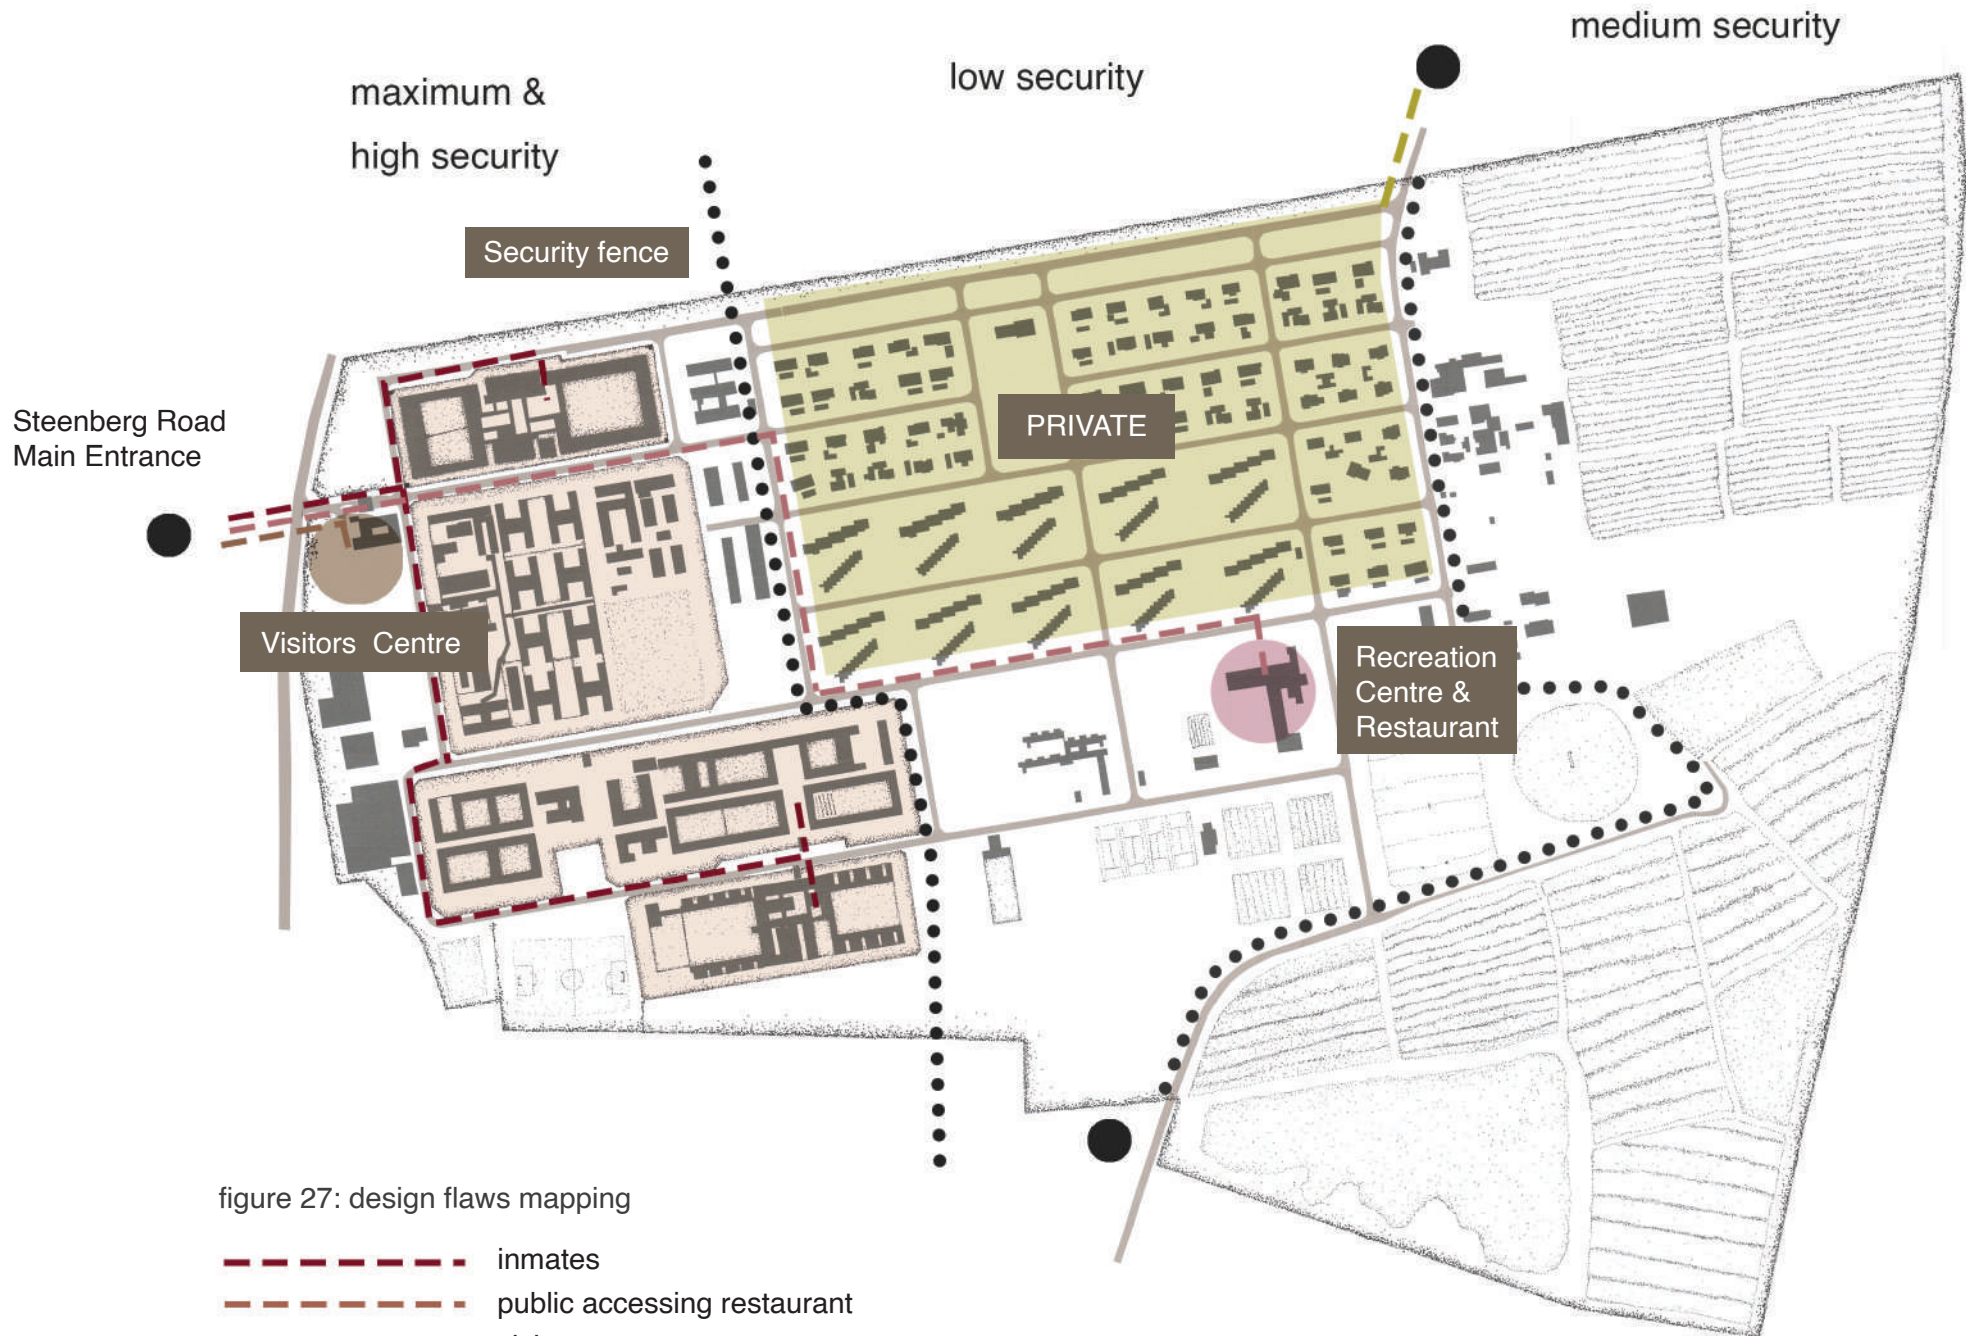 medium security
low security
maximum &
high security
Security fence
Steenberg Road
Main Entrance
PRIVATE
Visitors Centre
Recreation
Centre &
Restaurant
figure 27: design flaws mapping
inmates
public accessing restaurant